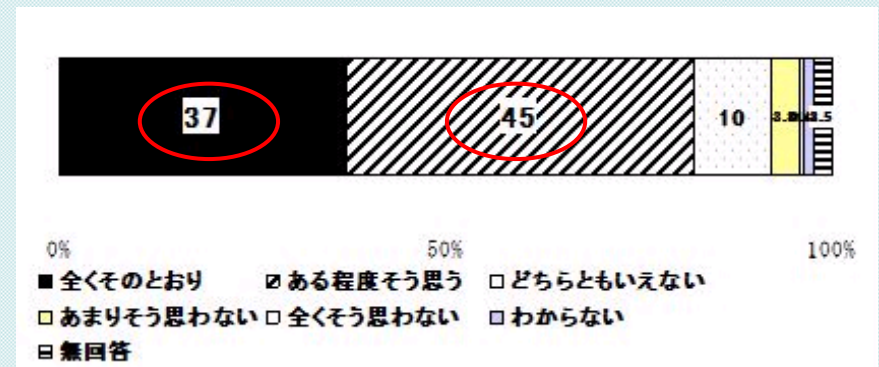 37 45 10
0% 50% 100%
■全くそのとおり ☑ある程度そう思う □どちらともいえない
□あまりそう思わない □全くそう思わない □わからない
⊟無回答